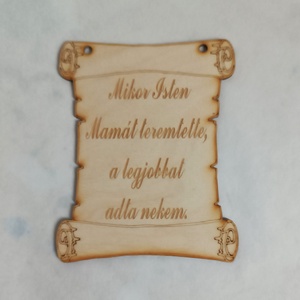 Mikor Isten
Mamát teremtette,
a legjobbat
adta nekem.